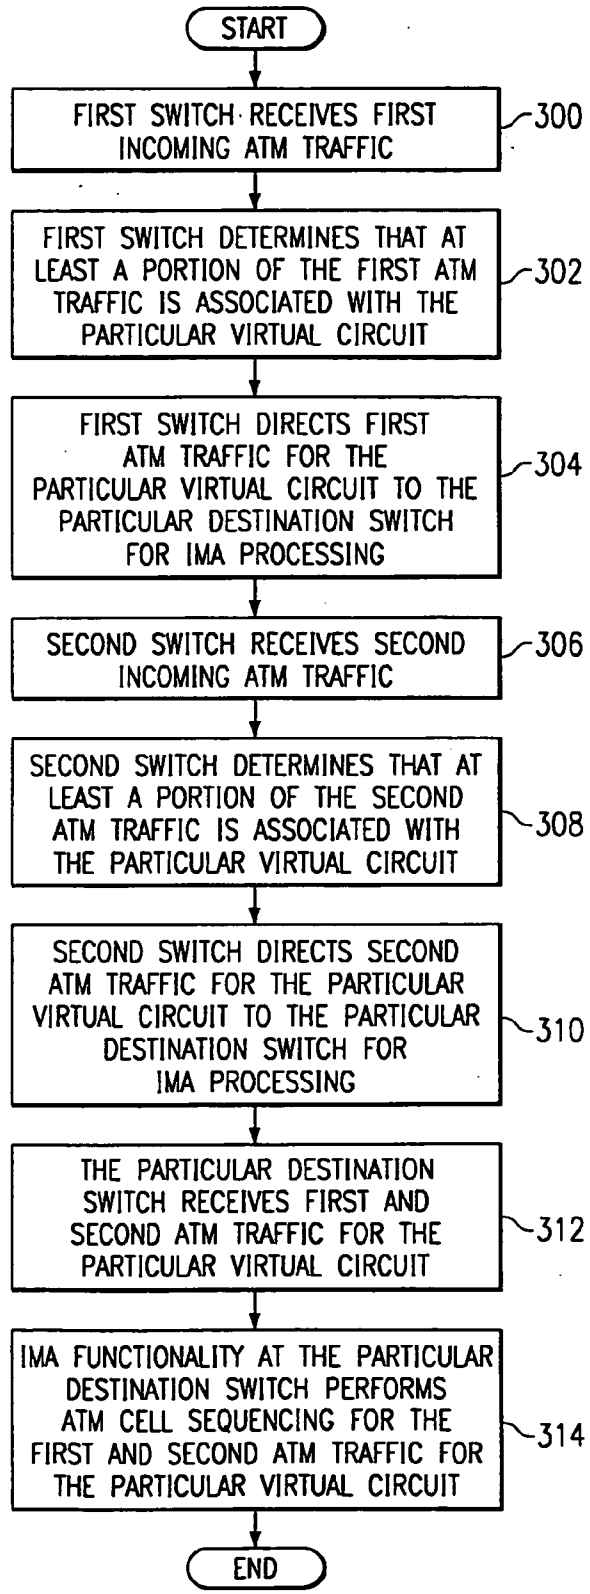 START
FIRST SWITCH RECEIVES FIRST
INCOMING ATM TRAFFIC
300
FIRST SWITCH DETERMINES THAT AT
LEAST A PORTION OF THE FIRST ATM
TRAFFIC IS ASSOCIATED WITH THE
PARTICULAR VIRTUAL CIRCUIT
302
FIRST SWITCH DIRECTS FIRST
ATM TRAFFIC FOR THE
PARTICULAR VIRTUAL CIRCUIT TO THE
PARTICULAR DESTINATION SWITCH
FOR IMA PROCESSING
304
SECOND SWITCH RECEIVES SECOND
INCOMING ATM TRAFFIC
306
SECOND SWITCH DETERMINES THAT AT
LEAST A PORTION OF THE SECOND
ATM TRAFFIC IS ASSOCIATED WITH
THE PARTICULAR VIRTUAL CIRCUIT
308
SECOND SWITCH DIRECTS SECOND
ATM TRAFFIC FOR THE PARTICULAR
VIRTUAL CIRCUIT TO THE PARTICULAR
DESTINATION SWITCH FOR
IMA PROCESSING
310
THE PARTICULAR DESTINATION
SWITCH RECEIVES FIRST AND
SECOND ATM TRAFFIC FOR THE
PARTICULAR VIRTUAL CIRCUIT
312
IMA FUNCTIONALITY AT THE PARTICULAR
DESTINATION SWITCH PERFORMS
ATM CELL SEQUENCING FOR THE
FIRST AND SECOND ATM TRAFFIC FOR
THE PARTICULAR VIRTUAL CIRCUIT
314
END